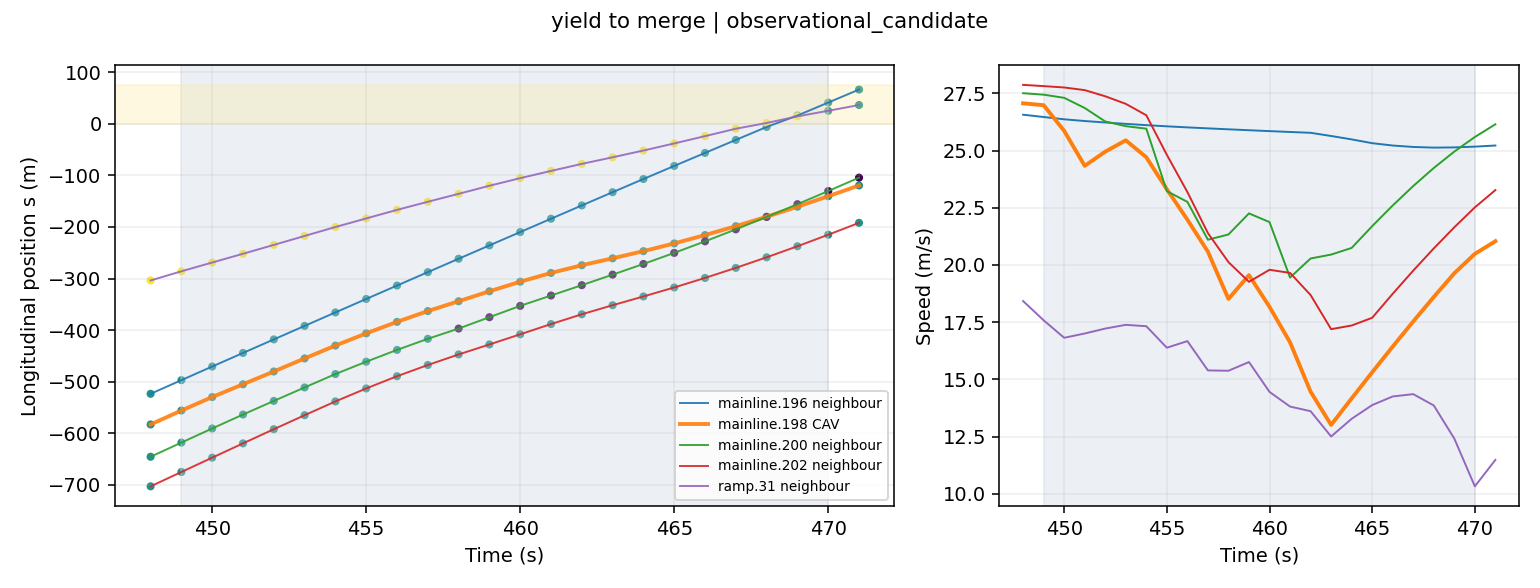 yield to merge | observational_candidate
Longitudinal position s (m)
100
0
−100
−200
−300
−400
−500
−600
−700
450
455
460
465
470
Time (s)
mainline.196 neighbour
mainline.198 CAV
mainline.200 neighbour
mainline.202 neighbour
ramp.31 neighbour
Speed (m/s)
27.5
25.0
22.5
20.0
17.5
15.0
12.5
10.0
450
455
460
465
470
Time (s)